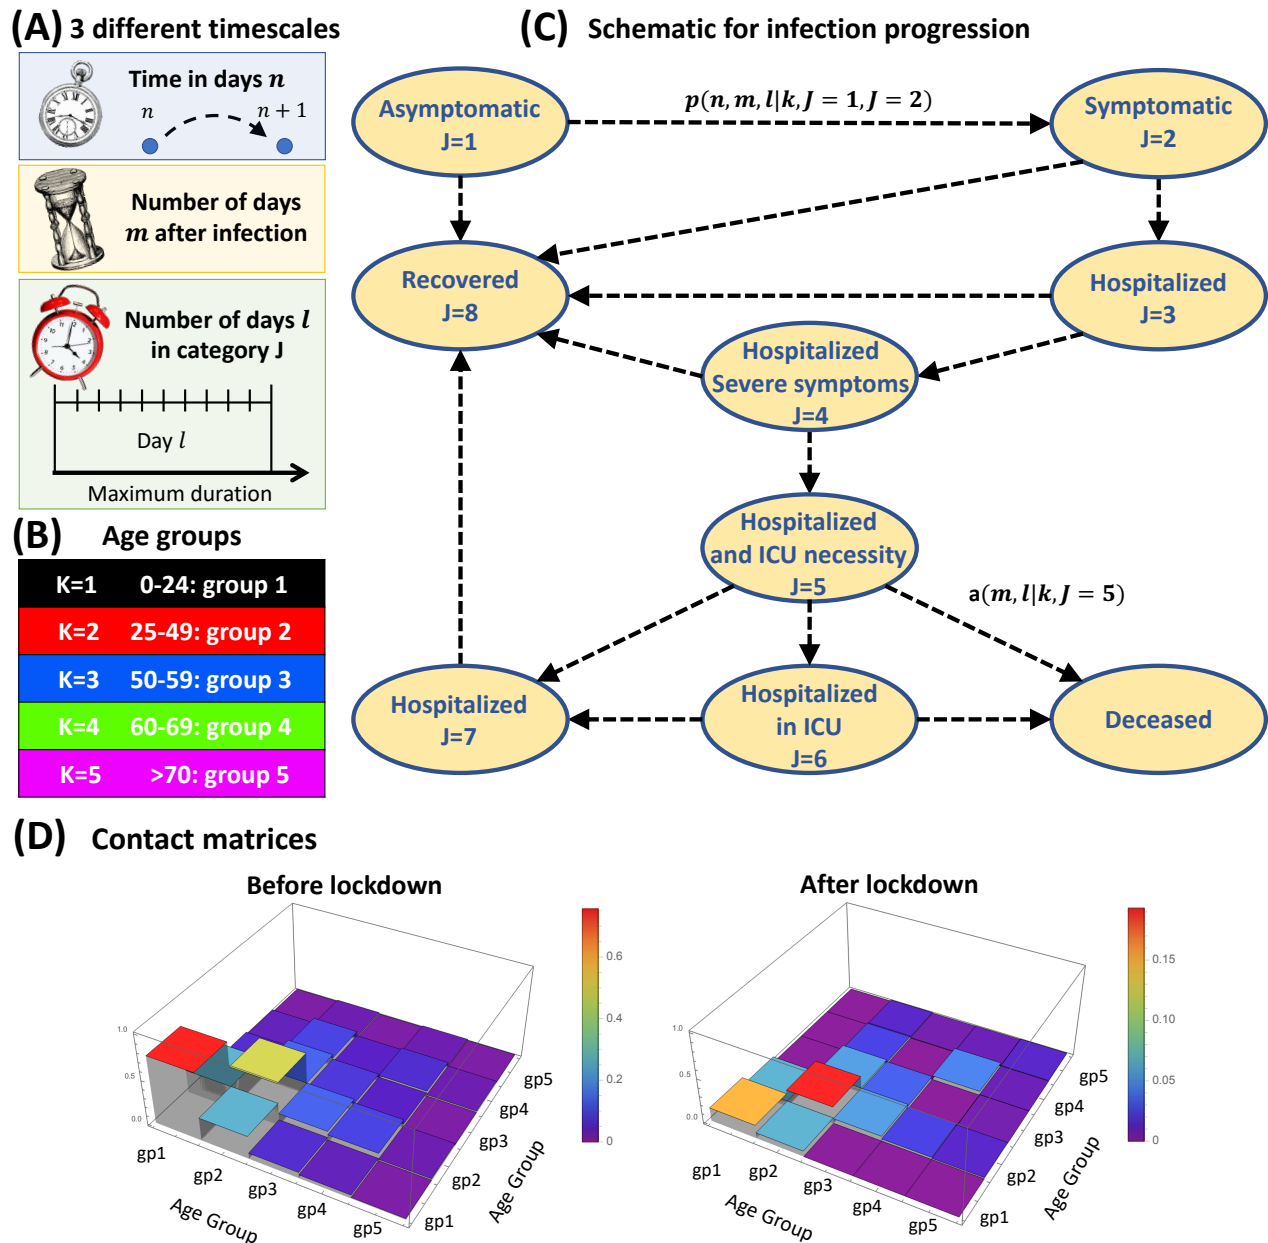 (A) 3 different timescales
Time in days n
n
n + 1
Number of days
m after infection
Number of days l
in category J
Day l
Maximum duration
(B) Age groups
K=1 0-24: group 1
K=2 25-49: group 2
K=3 50-59: group 3
K=4 60-69: group 4
K=5 >70: group 5
(C) Schematic for infection progression
Asymptomatic
J=1
p(n, m, l|k, J = 1, J = 2)
Symptomatic
J=2
Recovered
J=8
Hospitalized
J=3
Hospitalized
Severe symptoms
J=4
Hospitalized
and ICU necessity
J=5
a(m, l|k, J = 5)
Hospitalized
J=7
Hospitalized
in ICU
J=6
Deceased
(D) Contact matrices
Before lockdown
1.0
0.5
0.0
gp1
gp2
gp3
gp4
gp5
Age Group
gp1
gp2
gp3
gp4
gp5
Age Group
0.6
0.4
0.2
0
After lockdown
1.0
0.5
0.0
gp1
gp2
gp3
gp4
gp5
Age Group
gp1
gp2
gp3
gp4
gp5
Age Group
0.15
0.10
0.05
0